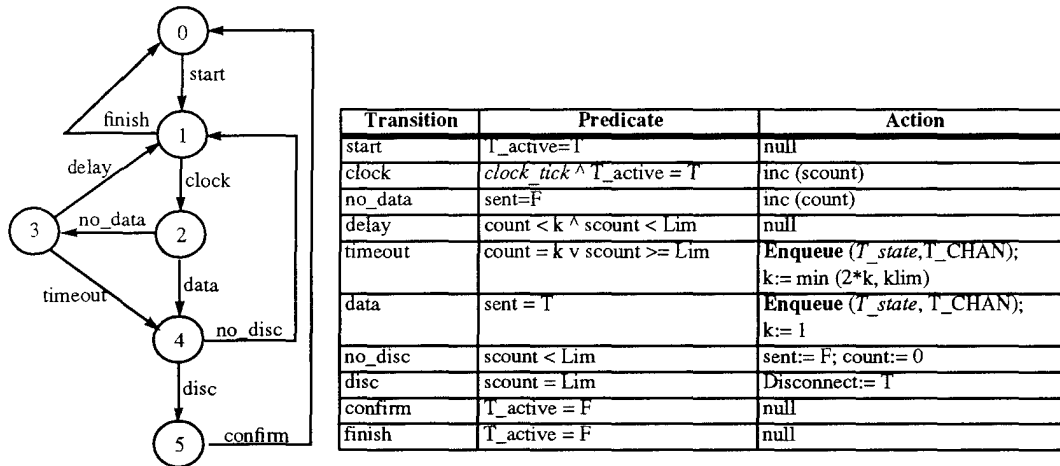 0
start
finish
1
delay
clock
3
no_data
2
timeout
data
4
no_disc
disc
5
confirm
Transition Predicate Action
start T_active=T null
clock clock_tick ^ T_active = T inc (scount)
no_data sent=F inc (count)
delay count < k ^ scount < Lim null
timeout count = k v scount >= Lim Enqueue (T_state,T_CHAN);
k:= min (2*k, klim)
data sent = T Enqueue (T_state, T_CHAN);
k:= 1
no_disc scount < Lim sent:= F; count:= 0
disc scount = Lim Disconnect:= T
confirm T_active = F null
finish T_active = F null